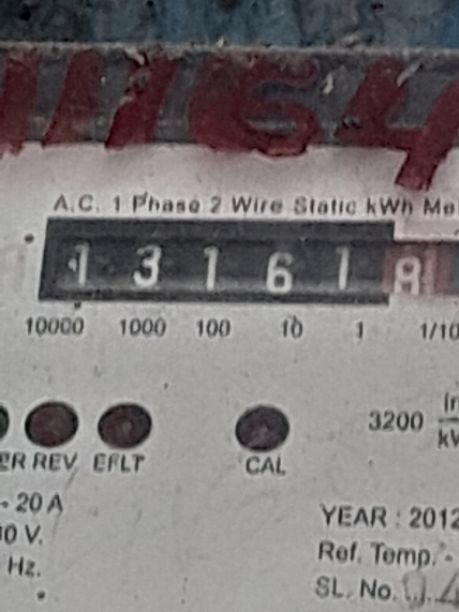 11164
A.C. 1 Phase 2 Wire Static kWh Me
1 3 1 6 1 8
10000 1000 100 10 1 1/10
3200
REV EFLT CAL
- 20 A
0 V.
Hz.
YEAR : 2012
Ref. Temp. -
SL. No.